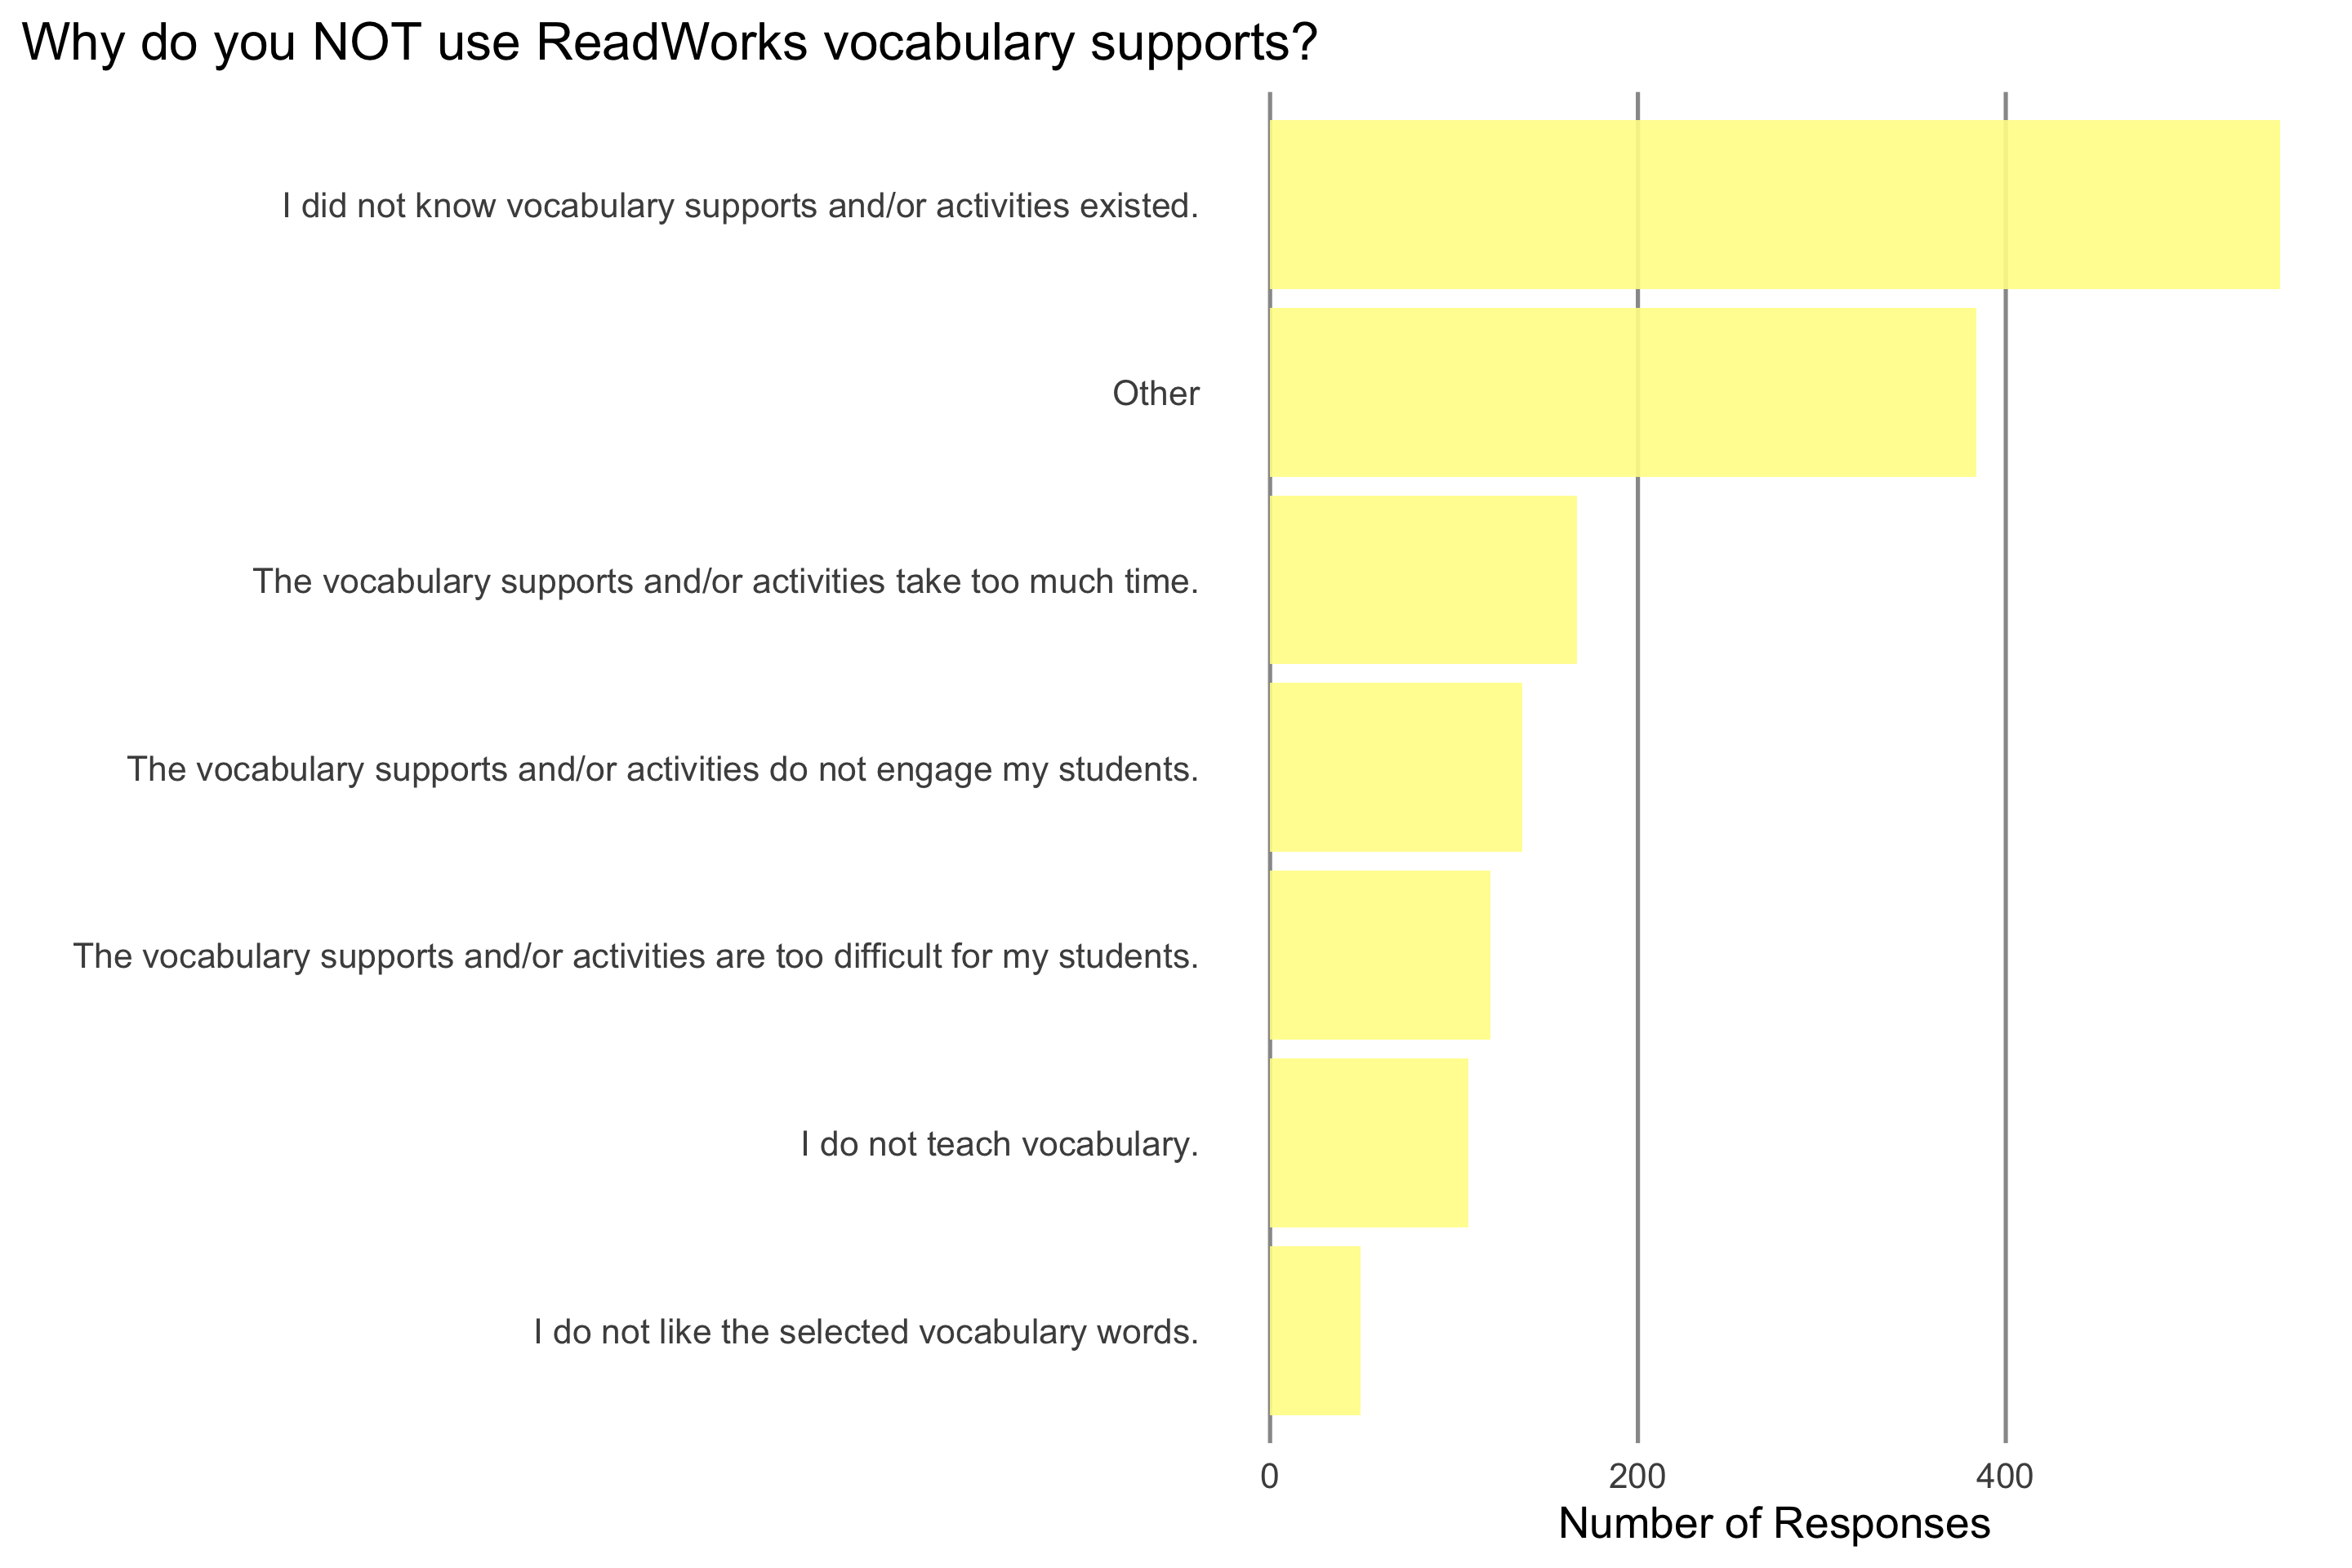 Why do you NOT use ReadWorks vocabulary supports?
I did not know vocabulary supports and/or activities existed.
Other
The vocabulary supports and/or activities take too much time.
The vocabulary supports and/or activities do not engage my students.
The vocabulary supports and/or activities are too difficult for my students.
I do not teach vocabulary.
I do not like the selected vocabulary words.
0 200 400
Number of Responses